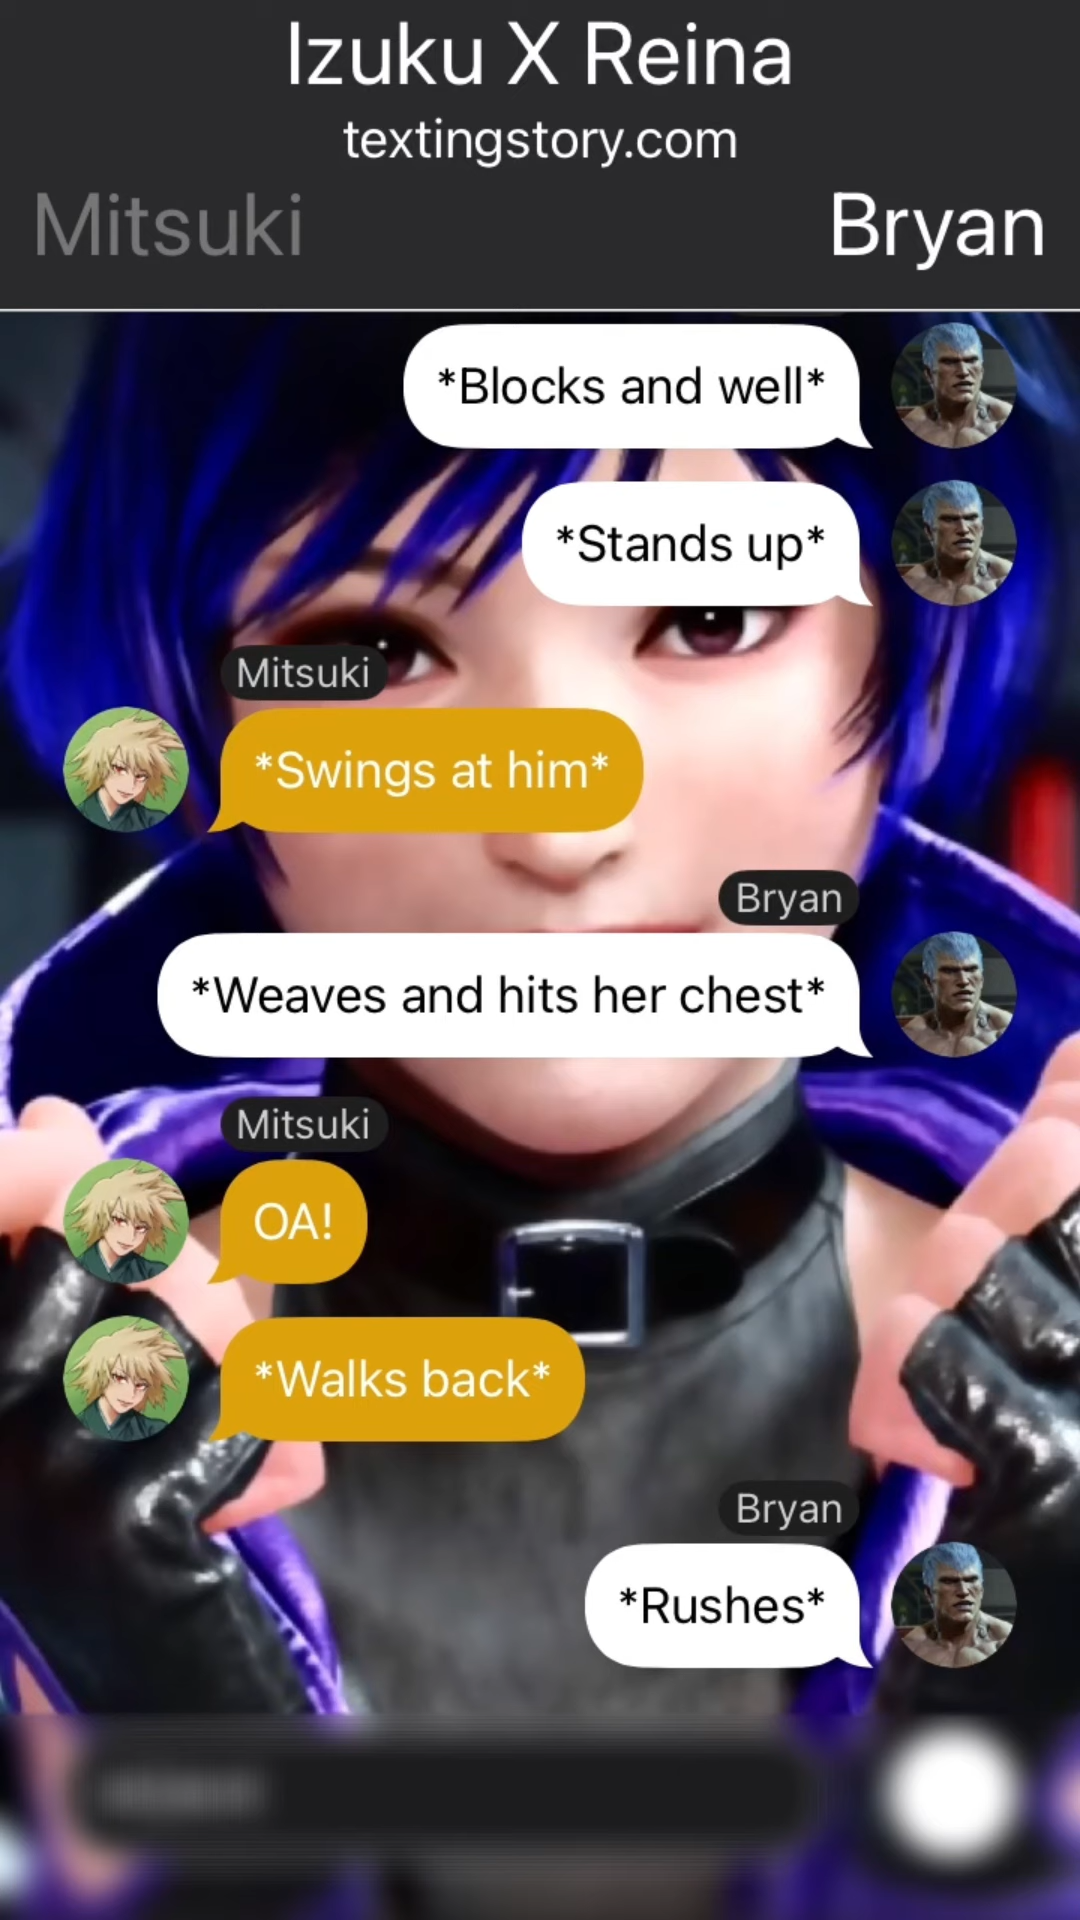 Izuku X Reina
textingstory.com
Mitsuki
Bryan
*Blocks and well*
*Stands up*
Mitsuki
*Swings at him*
Bryan
*Weaves and hits her chest*
Mitsuki
OA!
*Walks back*
Bryan
*Rushes*